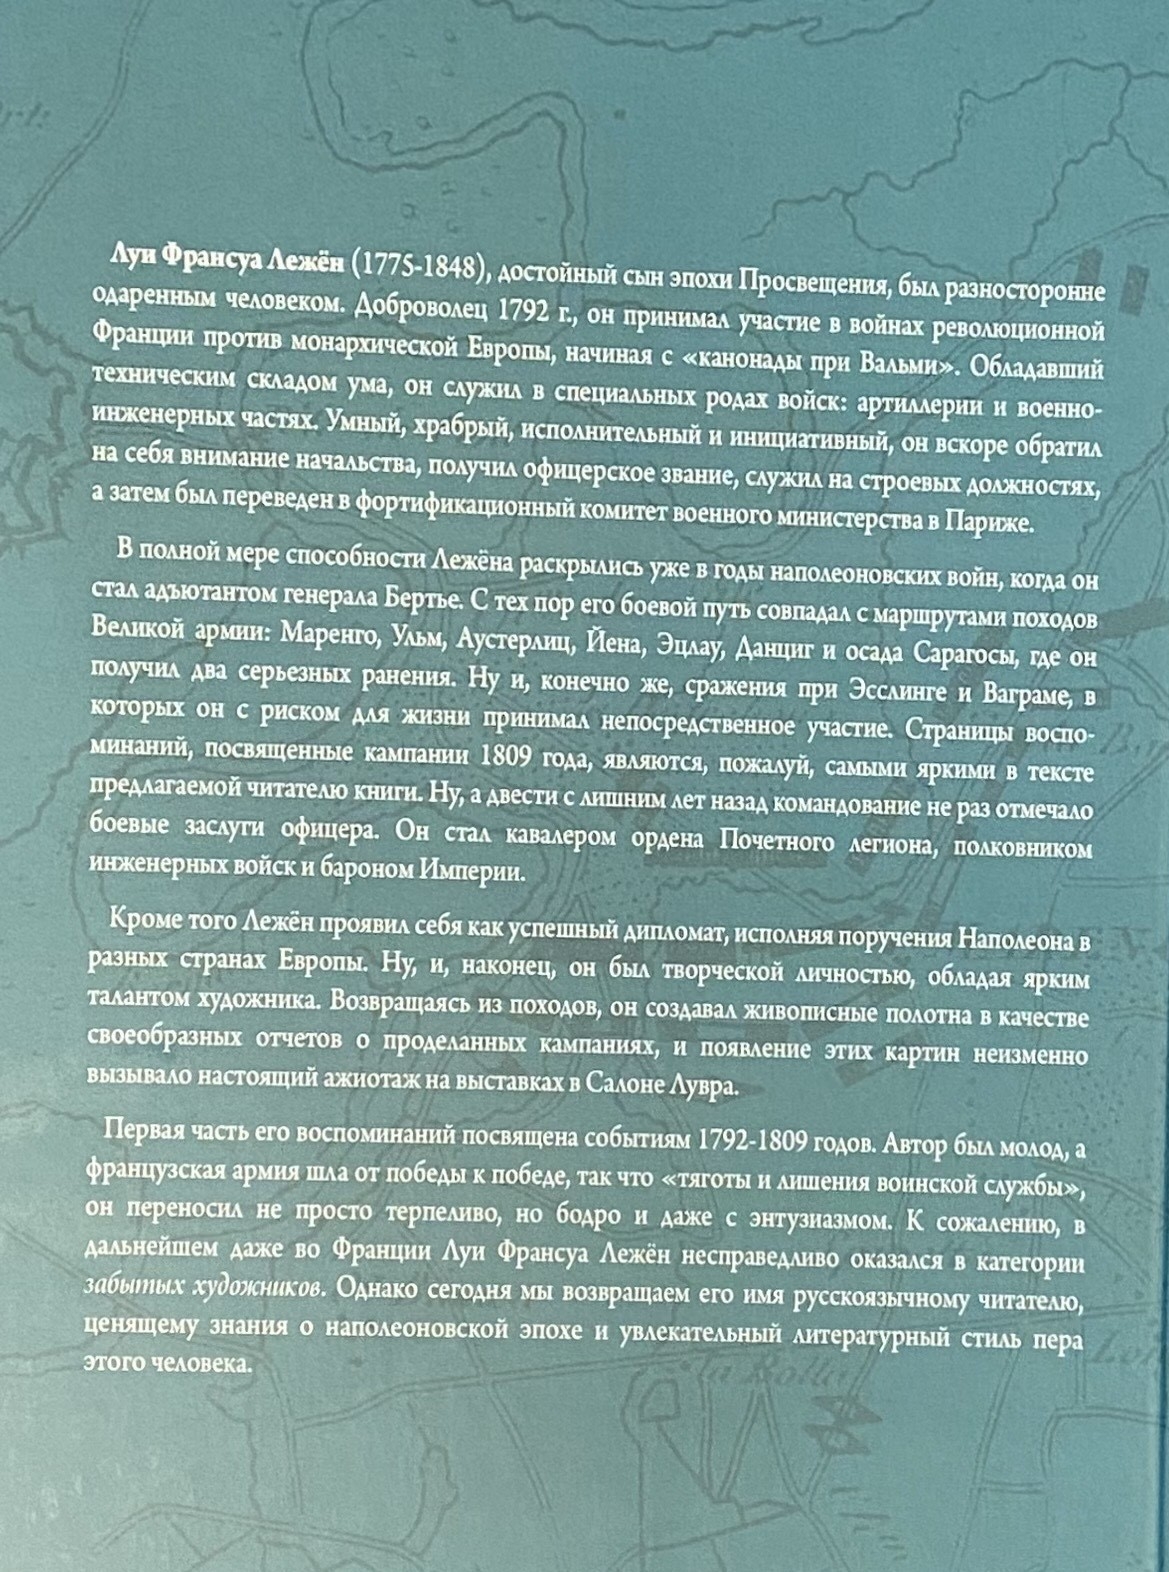 Луи Франсуа Лежён (1775-1848), достойный сын эпохи Просвещения, был разносторонне
одаренным человеком. Доброволец 1792 г., он принимал участие в войнах революционной
Франции против монархической Европы, начиная с «канонады при Вальми». Обладавший
техническим складом ума, он служил в специальных родах войск: артиллерии и военно-
инженерных частях. Умный, храбрый, исполнительный и инициативный, он вскоре обратил
на себя внимание начальства, получил офицерское звание, служил на строевых должностях,
а затем был переведен в фортификационный комитет военного министерства в Париже.
В полной мере способности Лежёна раскрылись уже в годы наполеоновских войн, когда он
стал адъютантом генерала Бертье. С тех пор его боевой путь совпадал с маршрутами походов
Великой армии: Маренго, Ульм, Аустерлиц, Йена, Эцлау, Данциг и осада Сарагосы, где он
получил два серьезных ранения. Ну и, конечно же, сражения при Эсслинге и Ваграме, в
которых он с риском для жизни принимал непосредственное участие. Страницы воспо-
минаний, посвященные кампании 1809 года, являются, пожалуй, самыми яркими в тексте
предлагаемой читателю книги. Ну, а двести с лишним лет назад командование не раз отмечало
боевые заслуги офицера. Он стал кавалером ордена Почетного легиона, полковником
инженерных войск и бароном Империи.
Кроме того Лежён проявил себя как успешный дипломат, исполняя поручения Наполеона в
разных странах Европы. Ну, и, наконец, он был творческой личностью, обладая ярким
талантом художника. Возвращаясь из походов, он создавал живописные полотна в качестве
своеобразных отчетов о проделанных кампаниях, и появление этих картин неизменно
вызывало настоящий ажиотаж на выставках в Салоне Лувра.
Первая часть его воспоминаний посвящена событиям 1792-1809 годов. Автор был молод, а
французская армия шла от победы к победе, так что «тяготы и лишения воинской службы»,
он переносил не просто терпеливо, но бодро и даже с энтузиазмом. К сожалению, в
дальнейшем даже во Франции Луи Франсуа Лежён несправедливо оказался в категории
забытых художников. Однако сегодня мы возвращаем его имя русскоязычному читателю,
ценящему знания о наполеоновской эпохе и увлекательный литературный стиль пера
этого человека.